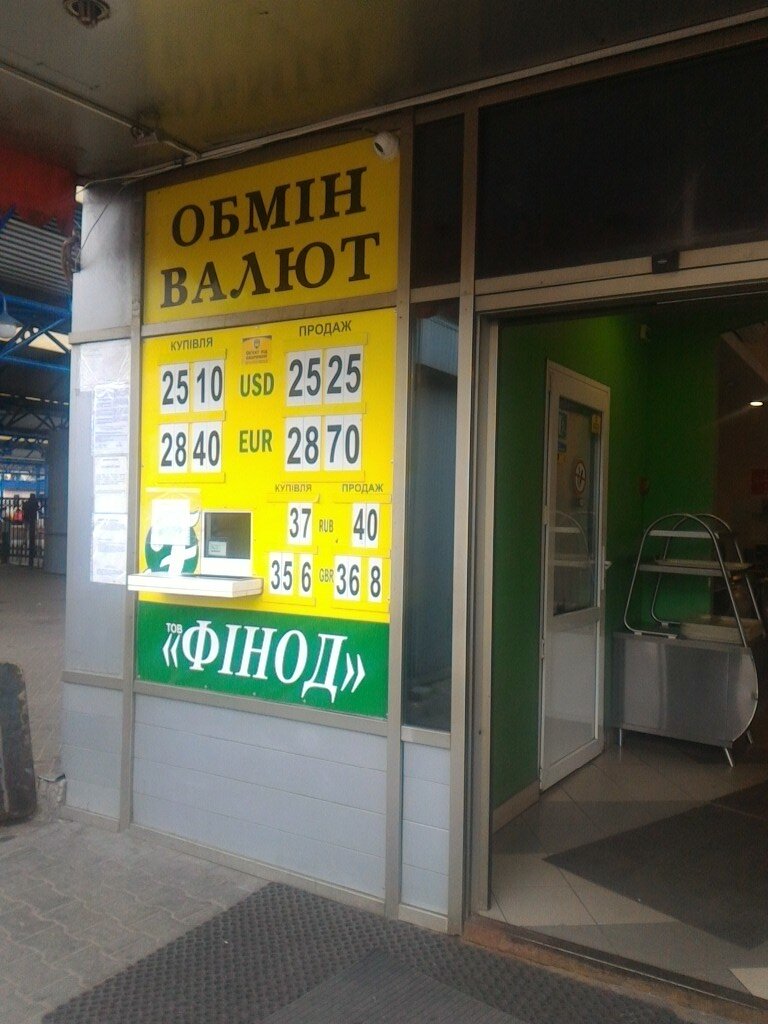 ОБМІН
ВАЛЮТ
КУПІВЛЯ ПРОДАЖ
25 10 USD 25 25
28 40 EUR 28 70
КУПІВЛЯ ПРОДАЖ
37 RUB 40
35 6 GBR 36 8
ТОВ
«ФІНОД»